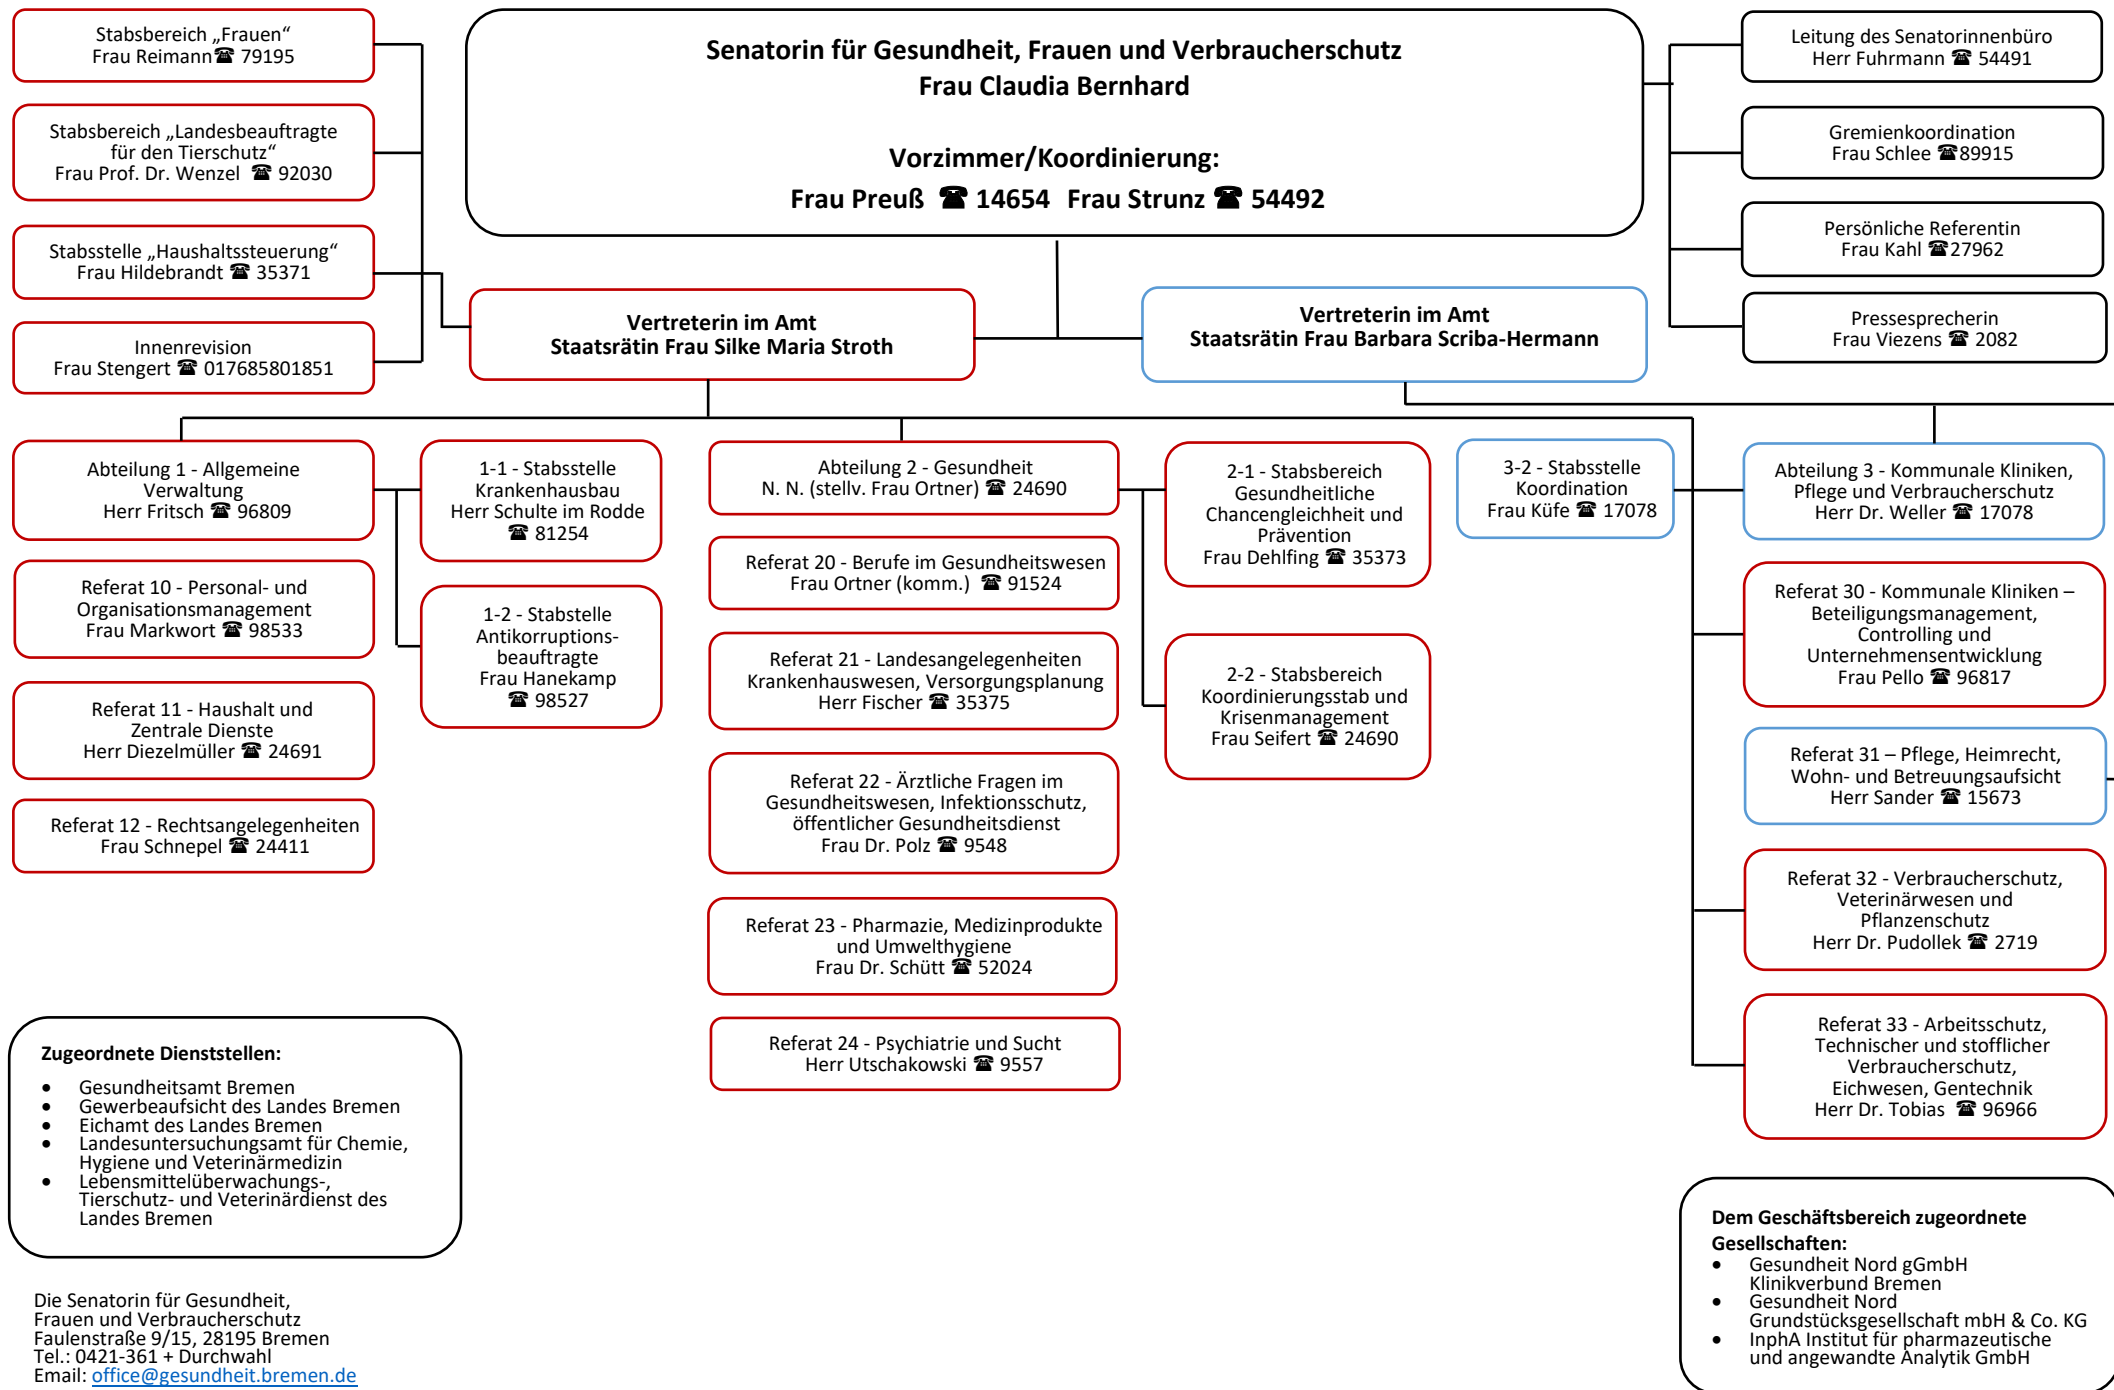 Stabsbereich „Frauen“
Frau Reimann☎ 79195
Stabsbereich „Landesbeauftragte
für den Tierschutz“
Frau Prof. Dr. Wenzel ☎ 92030
Stabsstelle „Haushaltssteuerung“
Frau Hildebrandt ☎ 35371
Innenrevision
Frau Stengert ☎ 017685801851
Senatorin für Gesundheit, Frauen und Verbraucherschutz
Frau Claudia Bernhard
Vorzimmer/Koordinierung:
Frau Preuß ☎ 14654 Frau Strunz ☎ 54492
Leitung des Senatorinnenbüro
Herr Fuhrmann ☎ 54491
Gremienkoordination
Frau Schlee ☎89915
Persönliche Referentin
Frau Kahl ☎27962
Pressesprecherin
Frau Viezens ☎ 2082
Vertreterin im Amt
Staatsrätin Frau Silke Maria Stroth
Vertreterin im Amt
Staatsrätin Frau Barbara Scriba-Hermann
Abteilung 1 - Allgemeine
Verwaltung
Herr Fritsch ☎ 96809
Referat 10 - Personal- und
Organisationsmanagement
Frau Markwort ☎ 98533
Referat 11 - Haushalt und
Zentrale Dienste
Herr Diezelmüller ☎ 24691
Referat 12 - Rechtsangelegenheiten
Frau Schnepel ☎ 24411
1-1 - Stabsstelle
Krankenhausbau
Herr Schulte im Rodde
☎ 81254
1-2 - Stabstelle
Antikorruptions-
beauftragte
Frau Hanekamp
☎ 98527
Abteilung 2 - Gesundheit
N. N. (stellv. Frau Ortner) ☎ 24690
Referat 20 - Berufe im Gesundheitswesen
Frau Ortner (komm.) ☎ 91524
Referat 21 - Landesangelegenheiten
Krankenhauswesen, Versorgungsplanung
Herr Fischer ☎ 35375
Referat 22 - Ärztliche Fragen im
Gesundheitswesen, Infektionsschutz,
öffentlicher Gesundheitsdienst
Frau Dr. Polz ☎ 9548
Referat 23 - Pharmazie, Medizinprodukte
und Umwelthygiene
Frau Dr. Schütt ☎ 52024
Referat 24 - Psychiatrie und Sucht
Herr Utschakowski ☎ 9557
2-1 - Stabsbereich
Gesundheitliche
Chancengleichheit und
Prävention
Frau Dehlfing ☎ 35373
2-2 - Stabsbereich
Koordinierungsstab und
Krisenmanagement
Frau Seifert ☎ 24690
3-2 - Stabsstelle
Koordination
Frau Küfe ☎ 17078
Abteilung 3 - Kommunale Kliniken,
Pflege und Verbraucherschutz
Herr Dr. Weller ☎ 17078
Referat 30 - Kommunale Kliniken –
Beteiligungsmanagement,
Controlling und
Unternehmensentwicklung
Frau Pello ☎ 96817
Referat 31 – Pflege, Heimrecht,
Wohn- und Betreuungsaufsicht
Herr Sander ☎ 15673
Referat 32 - Verbraucherschutz,
Veterinärwesen und
Pflanzenschutz
Herr Dr. Pudollek ☎ 2719
Referat 33 - Arbeitsschutz,
Technischer und stofflicher
Verbraucherschutz,
Eichwesen, Gentechnik
Herr Dr. Tobias ☎ 96966
Zugeordnete Dienststellen:
• Gesundheitsamt Bremen
• Gewerbeaufsicht des Landes Bremen
• Eichamt des Landes Bremen
• Landesuntersuchungsamt für Chemie,
Hygiene und Veterinärmedizin
• Lebensmittelüberwachungs-,
Tierschutz- und Veterinärdienst des
Landes Bremen
Dem Geschäftsbereich zugeordnete
Gesellschaften:
• Gesundheit Nord gGmbH
Klinikverbund Bremen
• Gesundheit Nord
Grundstücksgesellschaft mbH & Co. KG
• InphA Institut für pharmazeutische
und angewandte Analytik GmbH
Die Senatorin für Gesundheit,
Frauen und Verbraucherschutz
Faulenstraße 9/15, 28195 Bremen
Tel.: 0421-361 + Durchwahl
Email: office@gesundheit.bremen.de